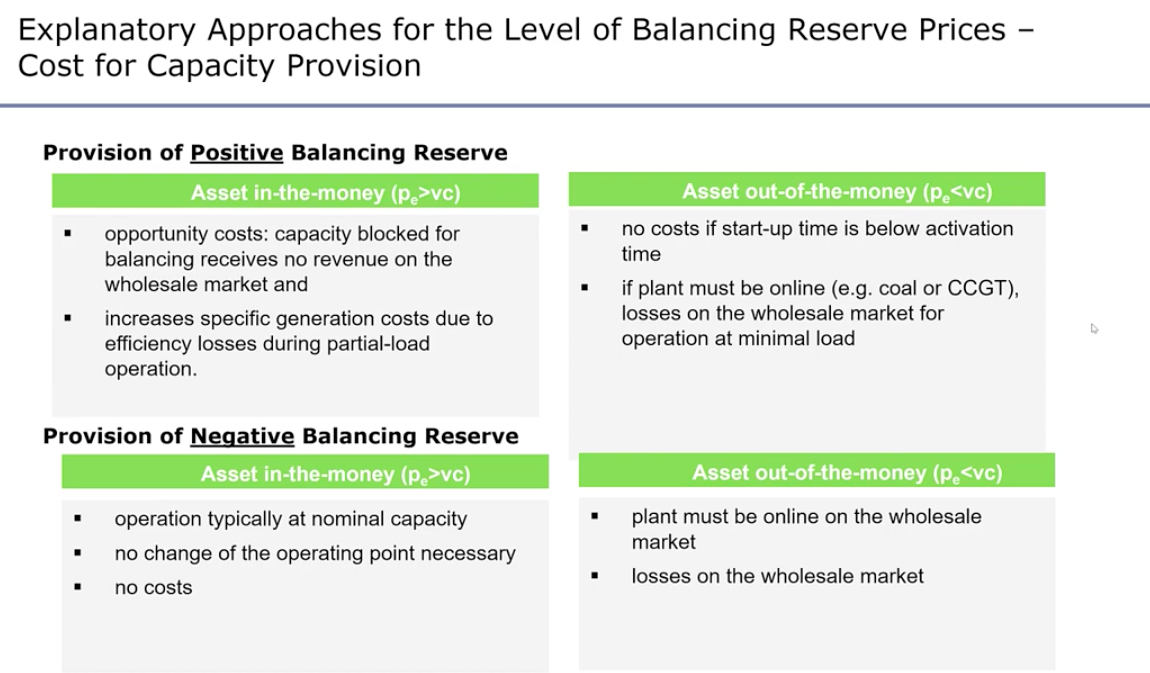 Explanatory Approaches for the Level of Balancing Reserve Prices –
Cost for Capacity Provision
Provision of Positive Balancing Reserve
Asset in-the-money (pe>vc)
▪ opportunity costs: capacity blocked for
balancing receives no revenue on the
wholesale market and
▪ increases specific generation costs due to
efficiency losses during partial-load
operation.
Asset out-of-the-money (pe<vc)
▪ no costs if start-up time is below activation
time
▪ if plant must be online (e.g. coal or CCGT),
losses on the wholesale market for
operation at minimal load
Provision of Negative Balancing Reserve
Asset in-the-money (pe>vc)
▪ operation typically at nominal capacity
▪ no change of the operating point necessary
▪ no costs
Asset out-of-the-money (pe<vc)
▪ plant must be online on the wholesale
market
▪ losses on the wholesale market